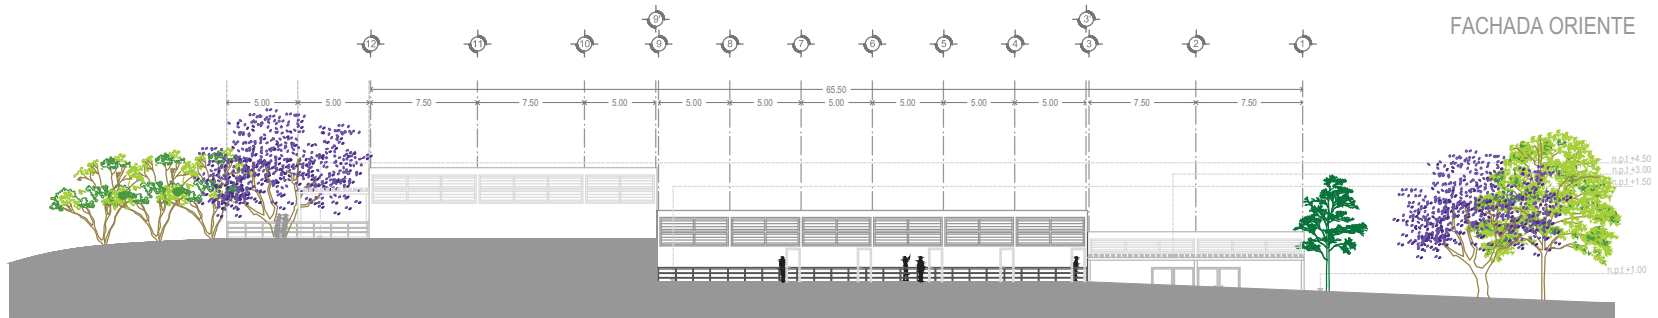 9' 3'
FACHADA ORIENTE
12 11 10 9 8 7 6 5 4 3 2 1
65.50
5.00 5.00 7.50 7.50 5.00 5.00 5.00 5.00 5.00 5.00 5.00 7.50 7.50
n.p.t +4.50
n.p.t +3.00
n.p.t +1.50
n.p.t +1.00